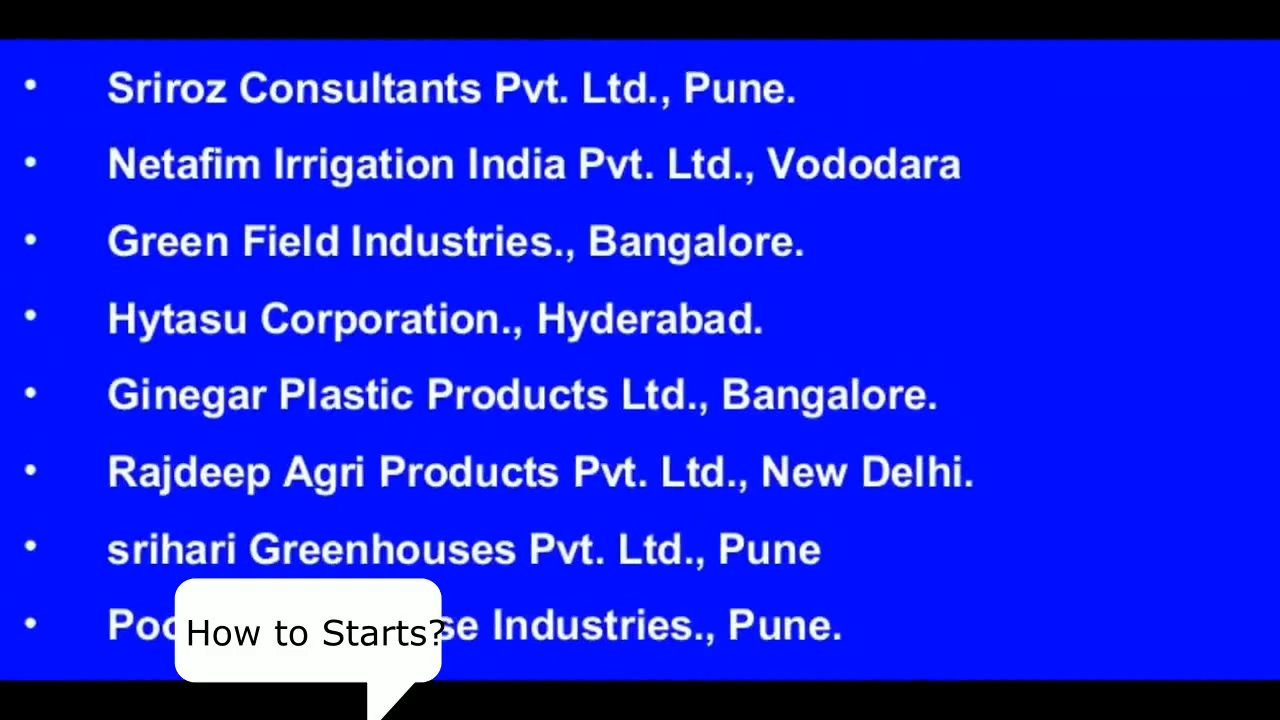 • Sriroz Consultants Pvt. Ltd., Pune.
• Netafim Irrigation India Pvt. Ltd., Vododara
• Green Field Industries., Bangalore.
• Hytasu Corporation., Hyderabad.
• Ginegar Plastic Products Ltd., Bangalore.
• Rajdeep Agri Products Pvt. Ltd., New Delhi.
• srihari Greenhouses Pvt. Ltd., Pune
• Industries., Pune.
How to Starts?